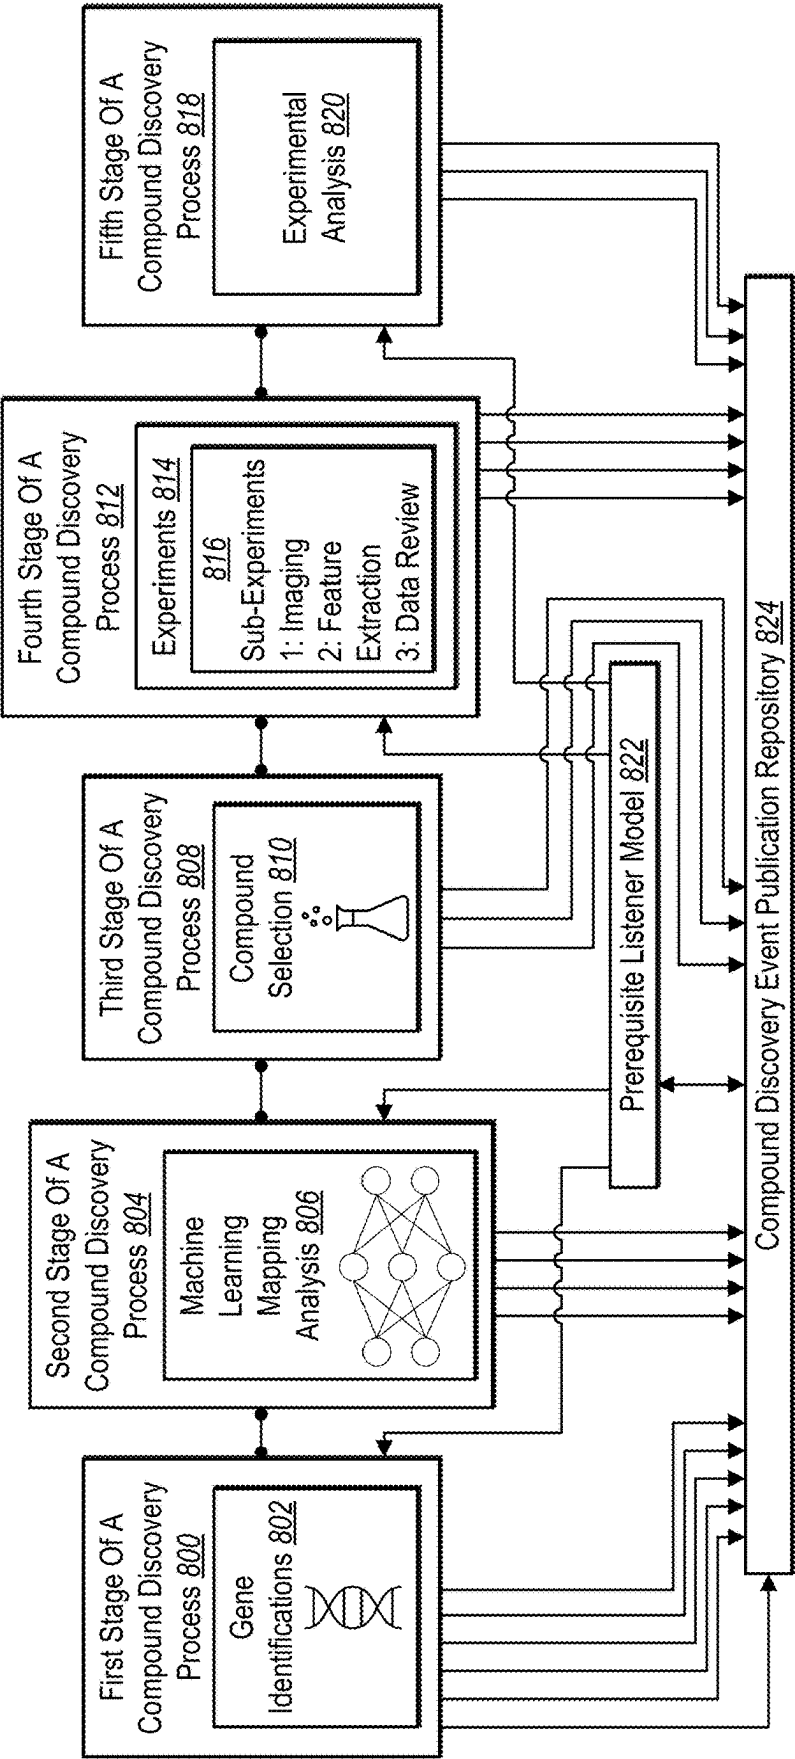 First Stage Of A
Compound Discovery
Process 800
Gene
Identifications 802
Second Stage Of A
Compound Discovery
Process 804
Machine
Learning
Mapping
Analysis 806
Third Stage Of A
Compound Discovery
Process 808
Compound
Selection 810
Fourth Stage Of A
Compound Discovery
Process 812
Experiments 814
816
Sub-Experiments
1: Imaging
2: Feature
Extraction
3: Data Review
Fifth Stage Of A
Compound Discovery
Process 818
Experimental
Analysis 820
Prerequisite Listener Model 822
Compound Discovery Event Publication Repository 824